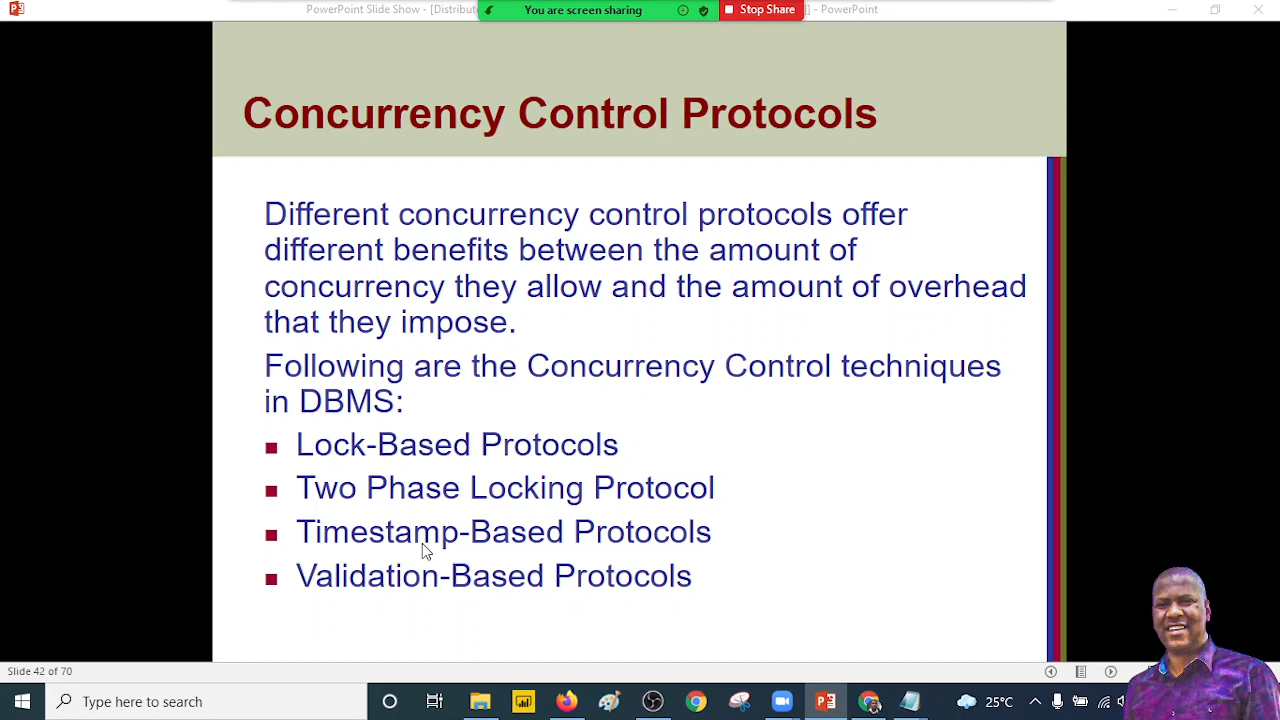 PowerPoint Slide Show - [Distribut
You are screen sharing
Stop Share
] - PowerPoint
Concurrency Control Protocols
Different concurrency control protocols offer
different benefits between the amount of
concurrency they allow and the amount of overhead
that they impose.
Following are the Concurrency Control techniques
in DBMS:
Lock-Based Protocols
Two Phase Locking Protocol
Timestamp-Based Protocols
Validation-Based Protocols
Slide 42 of 70
Type here to search
25°C